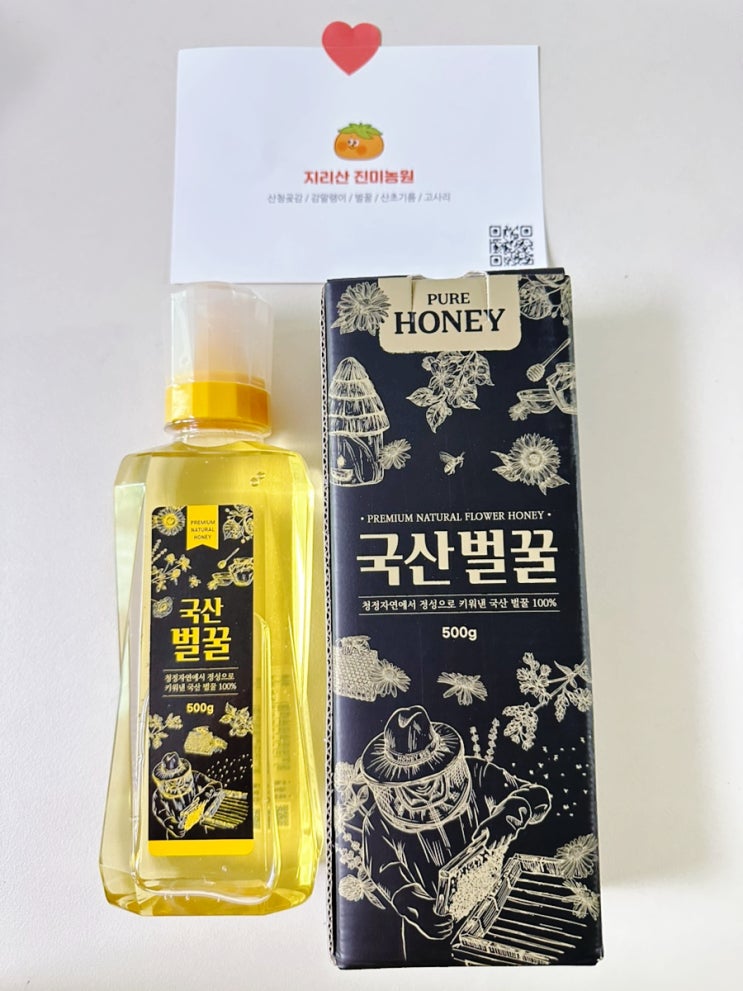 지리산 진미농원
산청곶감 / 감말랭이 / 벌꿀 / 산초기름 / 고사리
PURE
HONEY
• PREMIUM NATURAL FLOWER HONEY •
국산벌꿀
청정자연에서 정성으로 키워낸 국산 벌꿀 100%
500g
PREMIUM
NATURAL
HONEY
국산
벌꿀
청정자연에서 정성으로
키워낸 국산 벌꿀 100%
500g